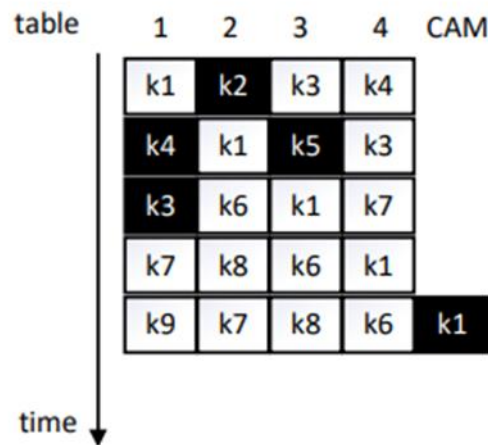 table 1 2 3 4 CAM
k1 k2 k3 k4
k4 k1 k5 k3
k3 k6 k1 k7
k7 k8 k6 k1
k9 k7 k8 k6 k1
time